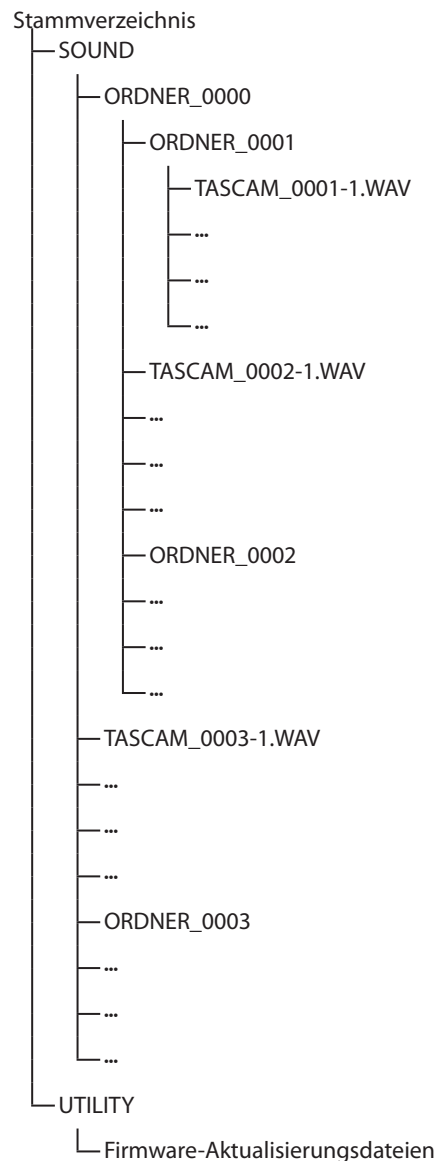 Stammverzeichnis
SOUND
ORDNER_0000
ORDNER_0001
TASCAM_0001-1.WAV
...
...
...
TASCAM_0002-1.WAV
...
...
...
ORDNER_0002
...
...
...
TASCAM_0003-1.WAV
...
...
...
ORDNER_0003
...
...
...
UTILITY
Firmware-Aktualisierungsdateien